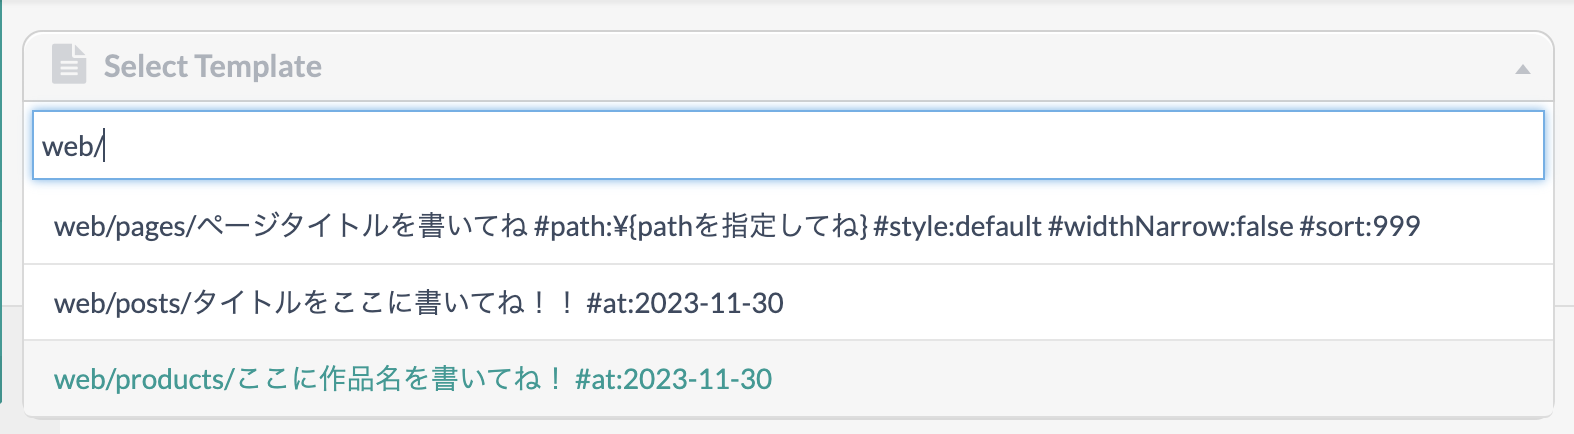 Select Template
web/
web/pages/ページタイトルを書いてね #path:¥{pathを指定してね} #style:default #widthNarrow:false #sort:999
web/posts/タイトルをここに書いてね！！ #at:2023-11-30
web/products/ここに作品名を書いてね！ #at:2023-11-30